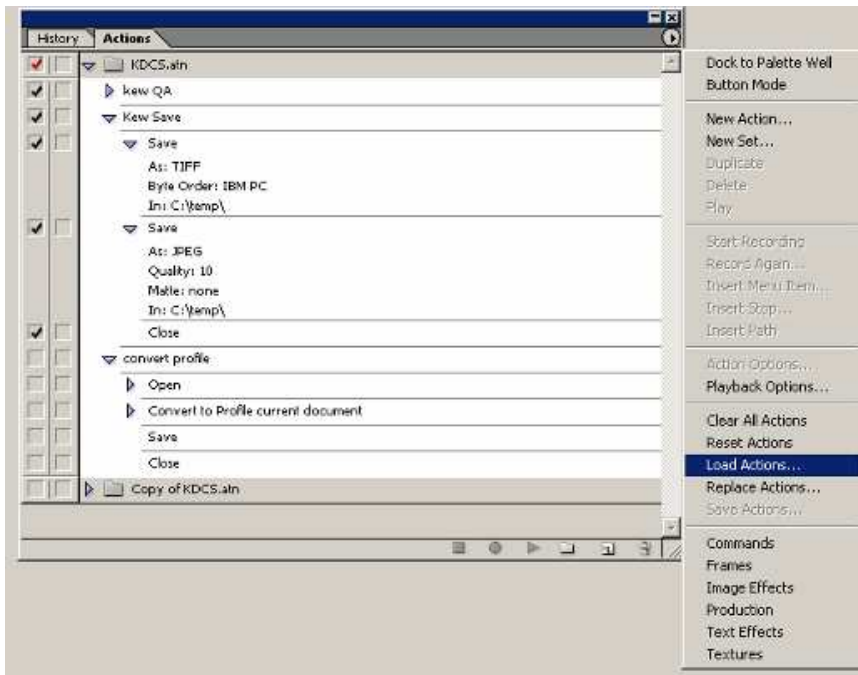 History
Actions
KDCS.atn
kew QA
Kew Save
Save
As: TIFF
Byte Order: IBM PC
In: C:\temp\
Save
As: JPEG
Quality: 10
Matte: none
In: C:\temp\
Close
convert profile
Open
Convert to Profile current document
Save
Close
Copy of KDCS.atn
Dock to Palette Well
Button Mode
New Action...
New Set...
Duplicate
Delete
Play
Start Recording
Record Again...
Insert Menu Item...
Insert Stop...
Insert Path
Action Options...
Playback Options...
Clear All Actions
Reset Actions
Load Actions...
Replace Actions...
Save Actions...
Commands
Frames
Image Effects
Production
Text Effects
Textures